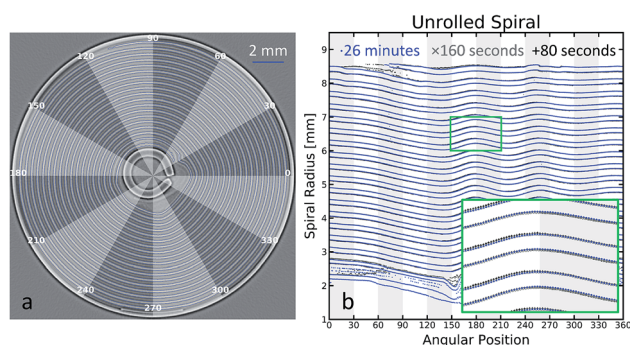 90
120
60
2 mm
150
30
180
0
210
330
240
300
270
a
Unrolled Spiral
·26 minutes ×160 seconds +80 seconds
Spiral Radius [mm]
9
8
7
6
5
4
3
2
1
b
0 30 60 90 120 150 180 210 240 270 300 330 360
Angular Position